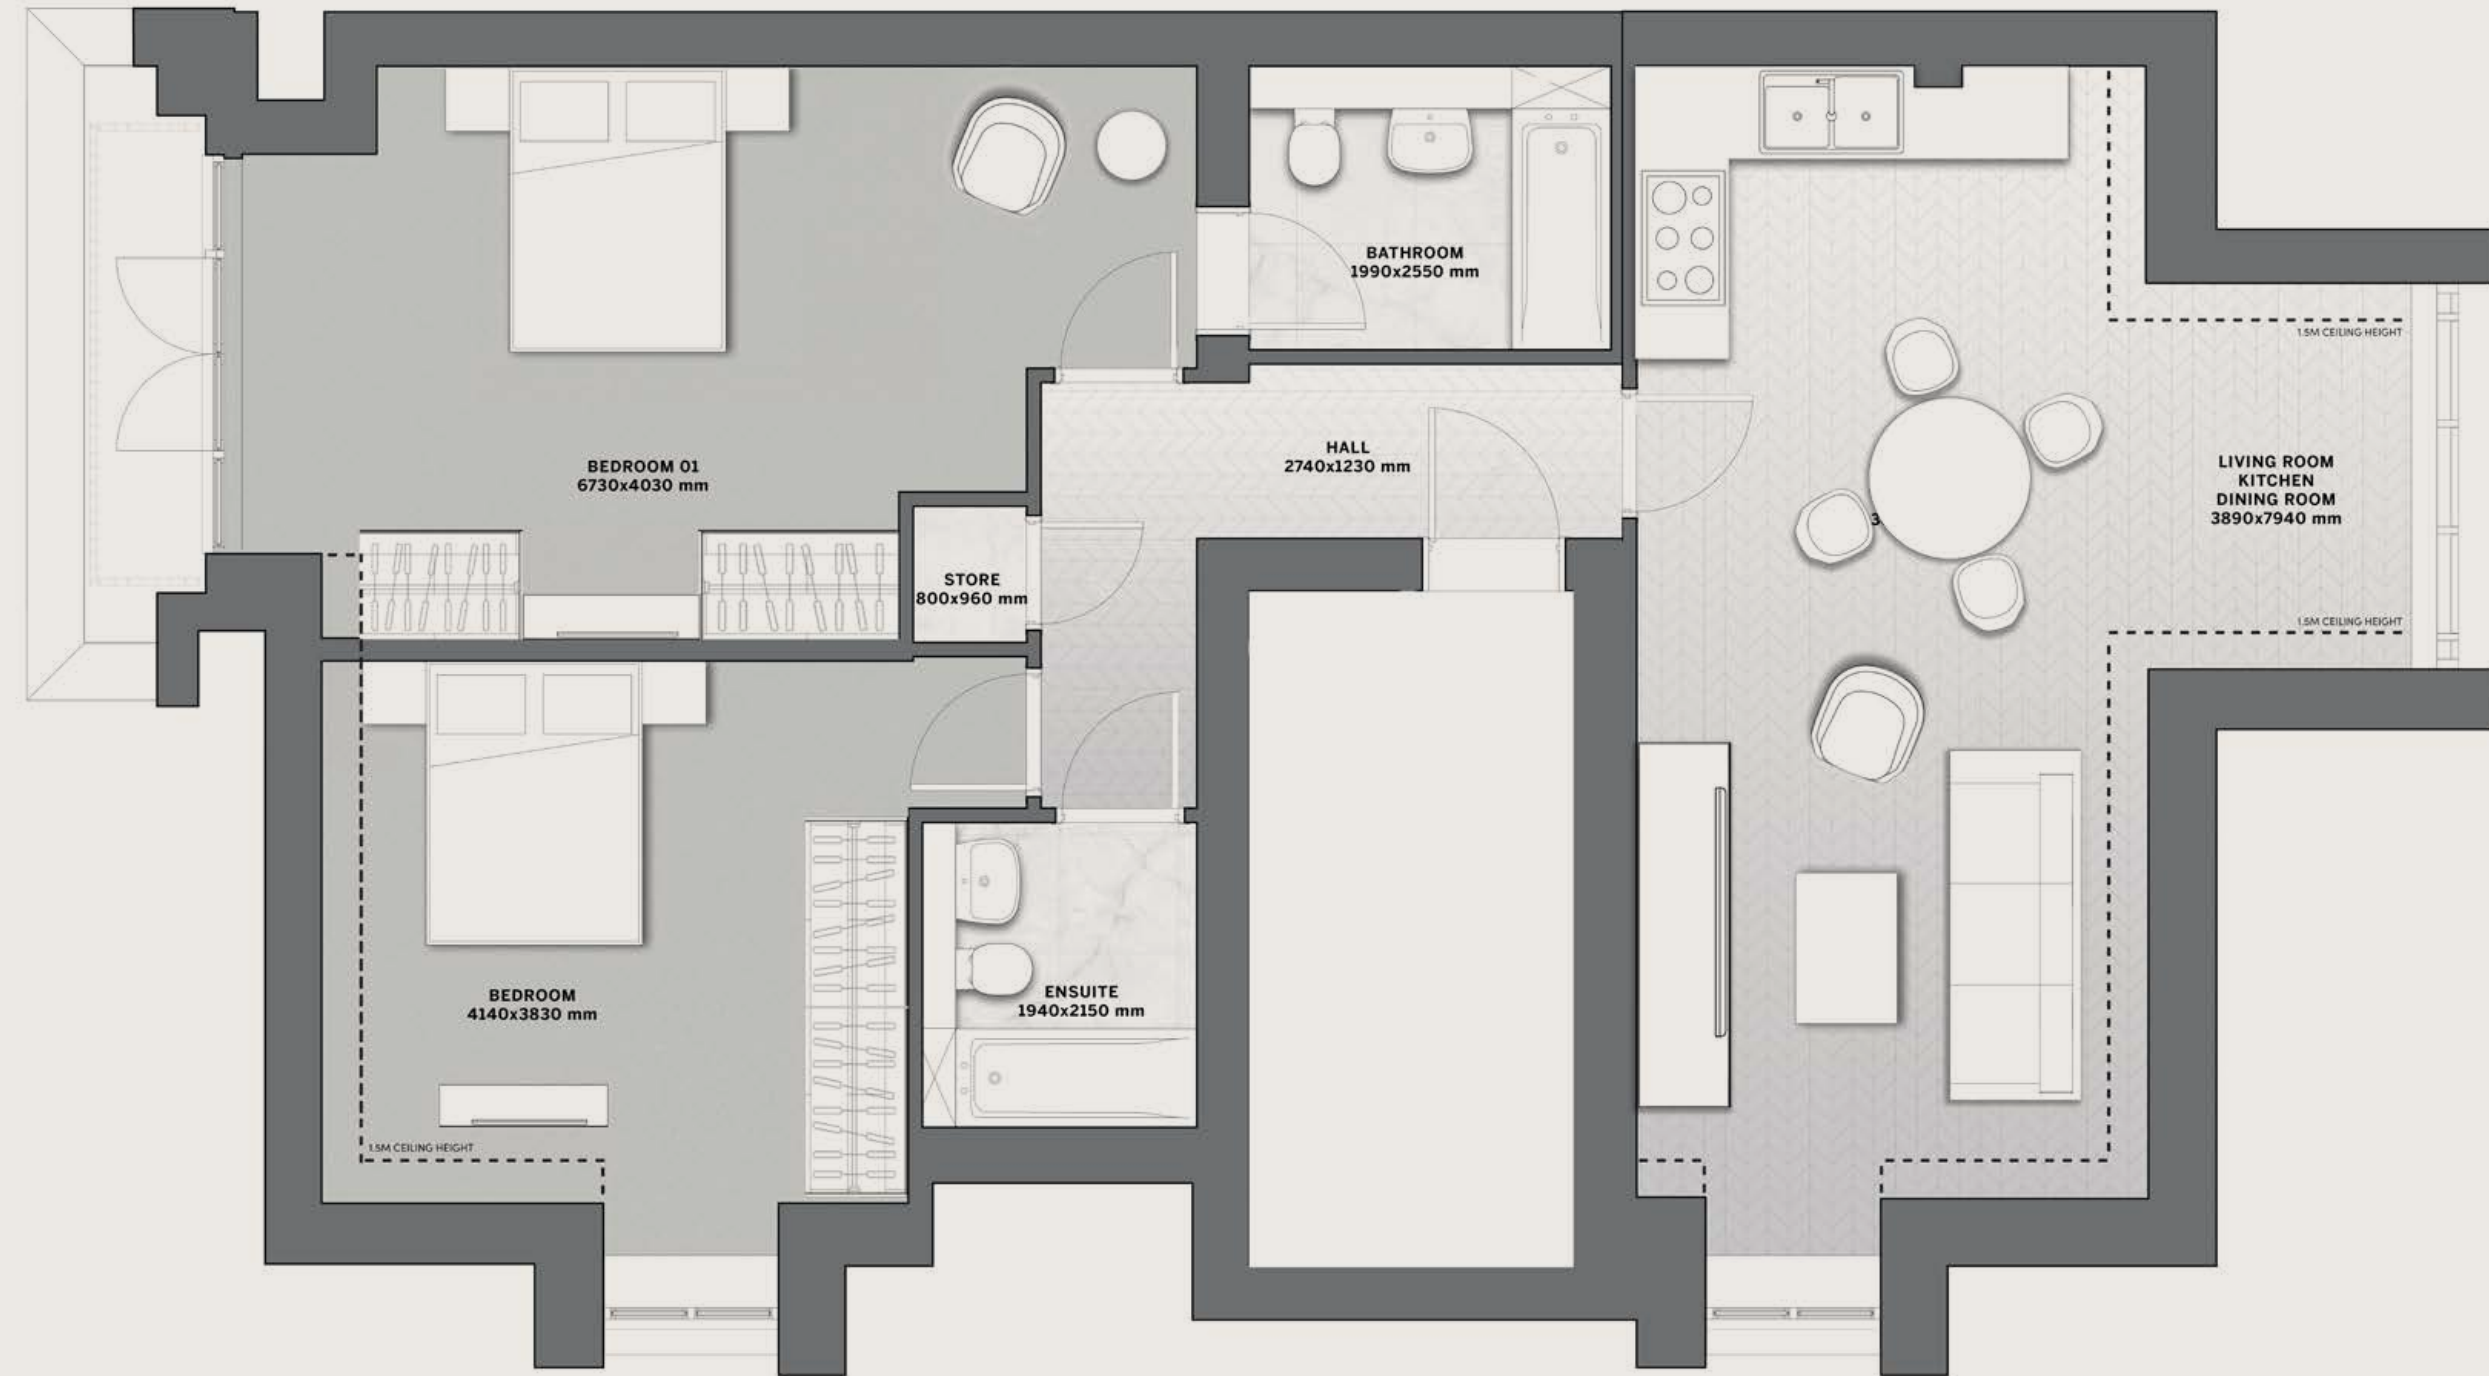 BATHROOM
1990x2550 mm
1.5M CEILING HEIGHT
BEDROOM 01
6730x4030 mm
HALL
2740x1230 mm
LIVING ROOM
KITCHEN
DINING ROOM
3890x7940 mm
3
STORE
800x960 mm
1.5M CEILING HEIGHT
BEDROOM
4140x3830 mm
ENSUITE
1940x2150 mm
1.5M CEILING HEIGHT